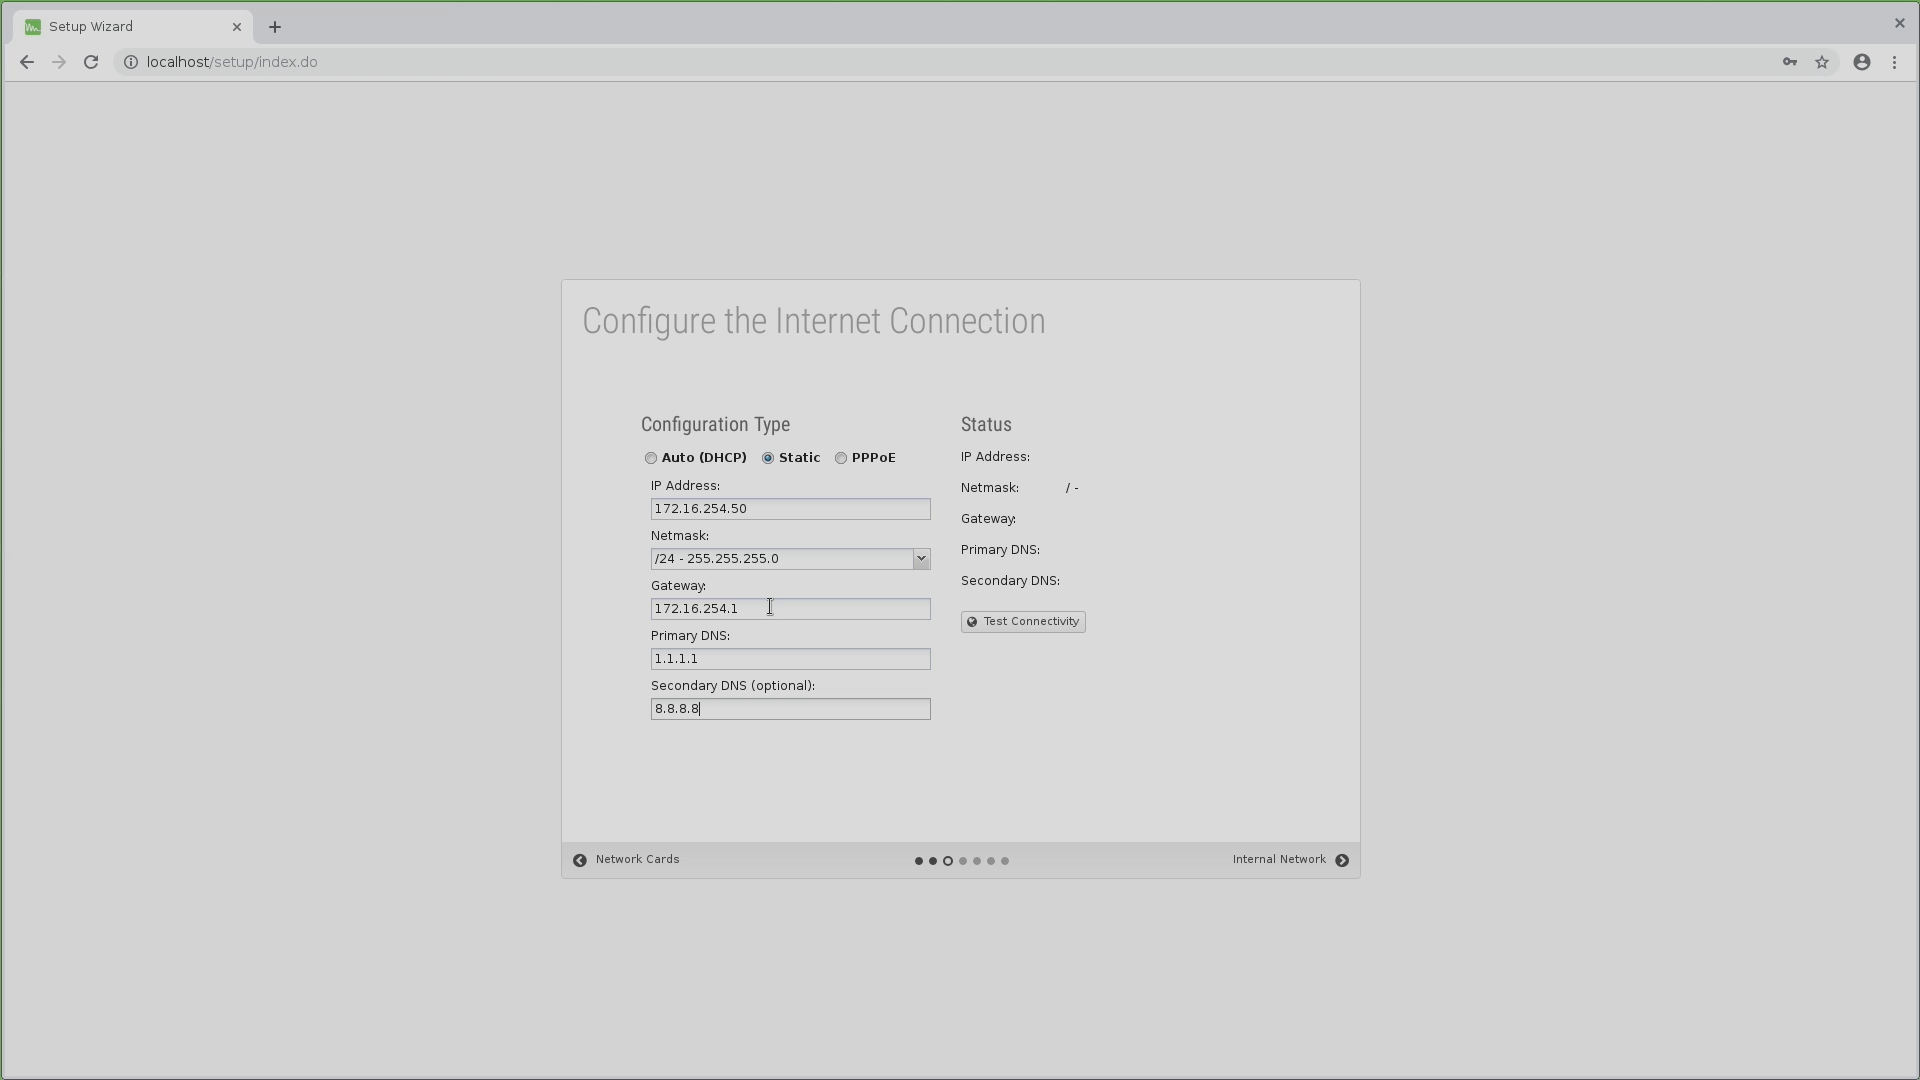 Setup Wizard
localhost/setup/index.do
Configure the Internet Connection
Configuration Type
Auto (DHCP) Static PPPoE
IP Address:
172.16.254.50
Netmask:
/24 - 255.255.255.0
Gateway:
172.16.254.1
Primary DNS:
1.1.1.1
Secondary DNS (optional):
8.8.8.8
Status
IP Address:
Netmask: / -
Gateway:
Primary DNS:
Secondary DNS:
Test Connectivity
Network Cards
Internal Network